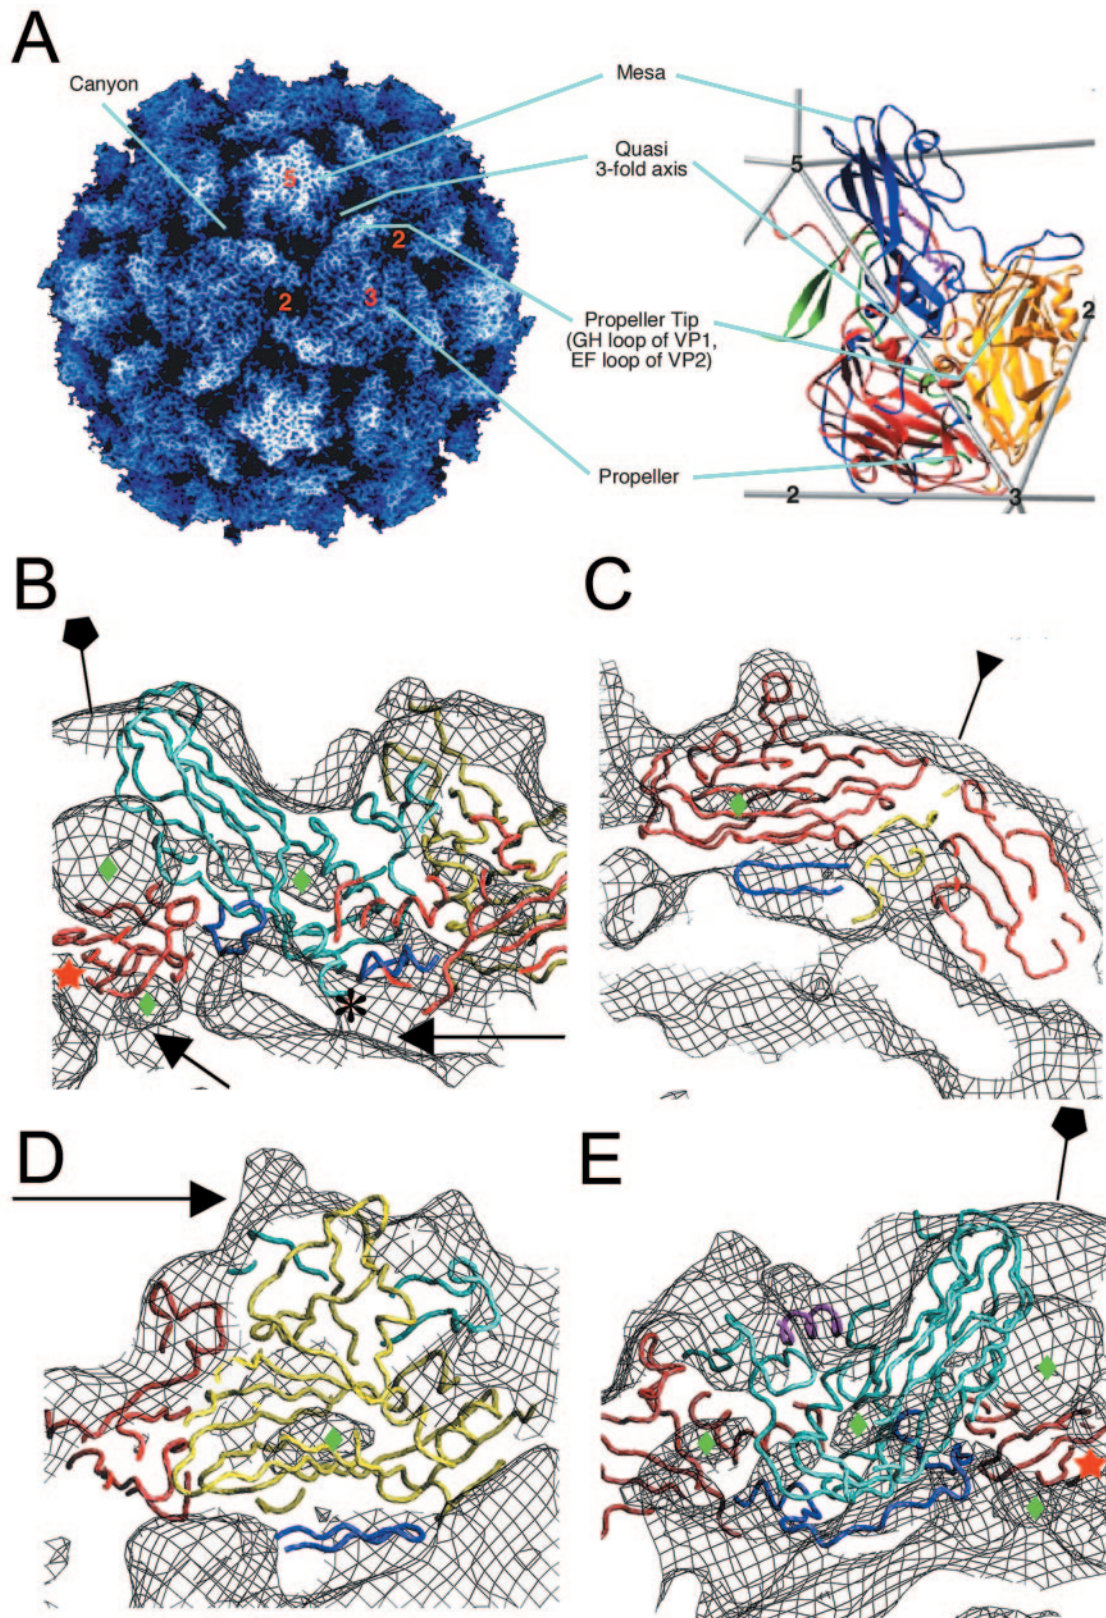 A
Canyon
Mesa
Quasi
3-fold axis
Propeller Tip
(GH loop of VP1,
EF loop of VP2)
Propeller
5
2
2
3
5
2
2
3
B
C
*
D
E